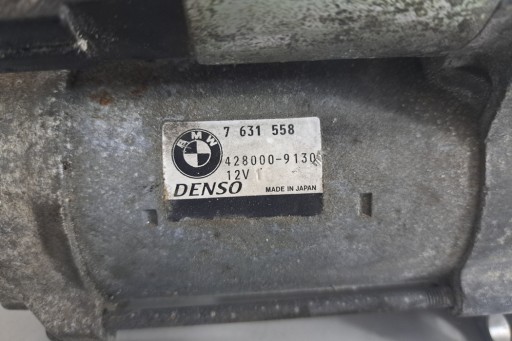 BMW
7 631 558
428000-9130
12V
DENSO
MADE IN JAPAN